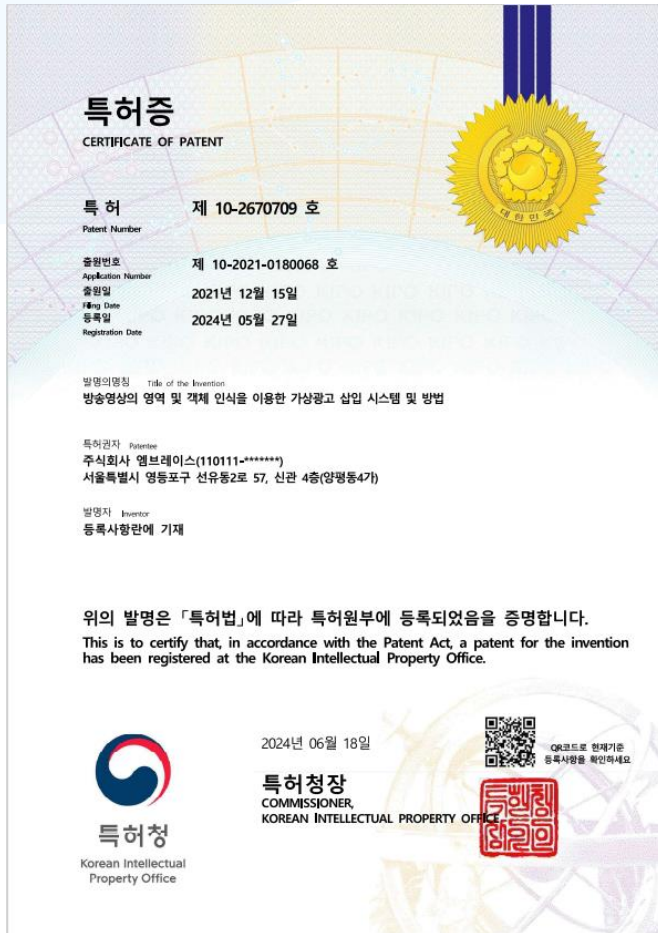 특허증
CERTIFICATE OF PATENT
대한민국
특 허 제 10-2670709 호
Patent Number
출원번호 제 10-2021-0180068 호
Application Number
출원일 2021년 12월 15일
Filing Date
등록일 2024년 05월 27일
Registration Date
발명의명칭 Title of the Invention
방송영상의 영역 및 객체 인식을 이용한 가상광고 삽입 시스템 및 방법
특허권자 Patentee
주식회사 엠브레이스(110111-*******)
서울특별시 영등포구 선유동2로 57, 신관 4층(양평동4가)
발명자 Inventor
등록사항란에 기재
위의 발명은 「특허법」에 따라 특허원부에 등록되었음을 증명합니다.
This is to certify that, in accordance with the Patent Act, a patent for the invention
has been registered at the Korean Intellectual Property Office.
2024년 06월 18일
QR코드로 현재기준
등록사항을 확인하세요
특허청장
COMMISSIONER,
KOREAN INTELLECTUAL PROPERTY OFFICE
특허청
Korean Intellectual
Property Office